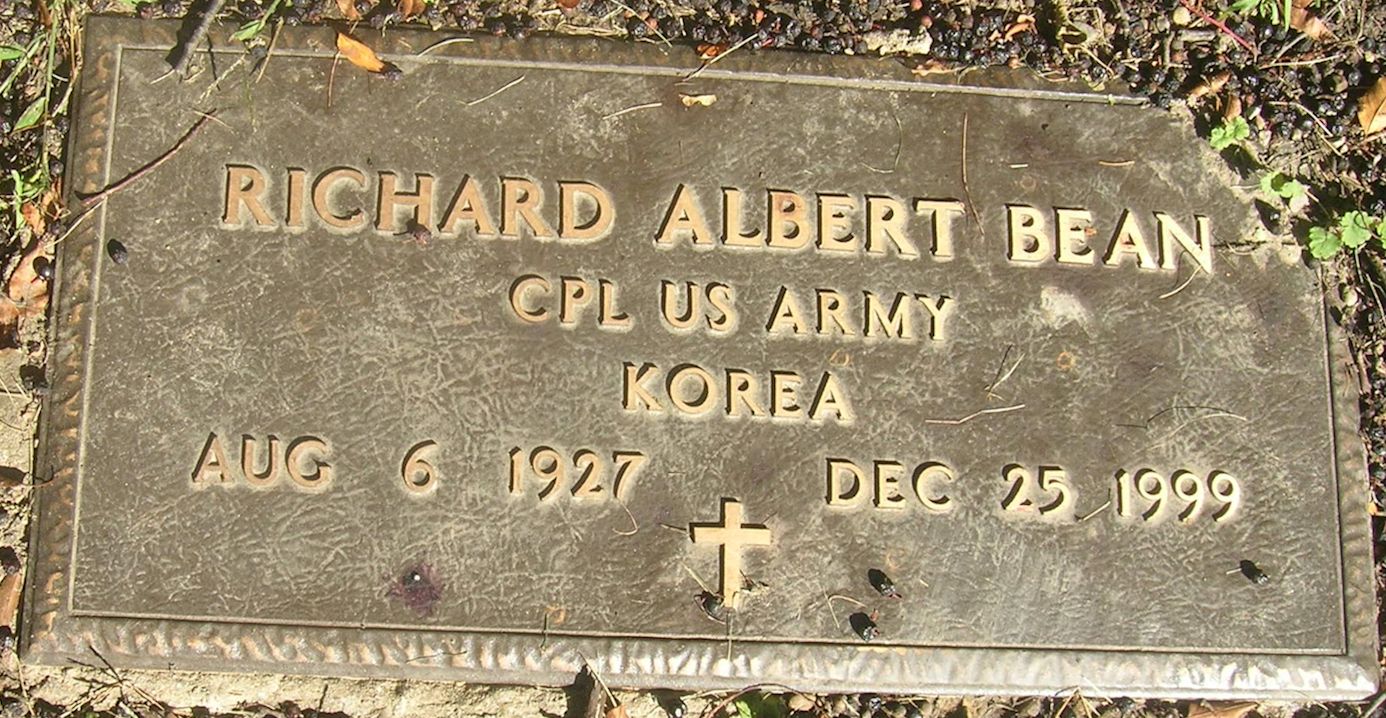 RICHARD ALBERT BEAN
CPL US ARMY
KOREA
AUG 6 1927 DEC 25 1999